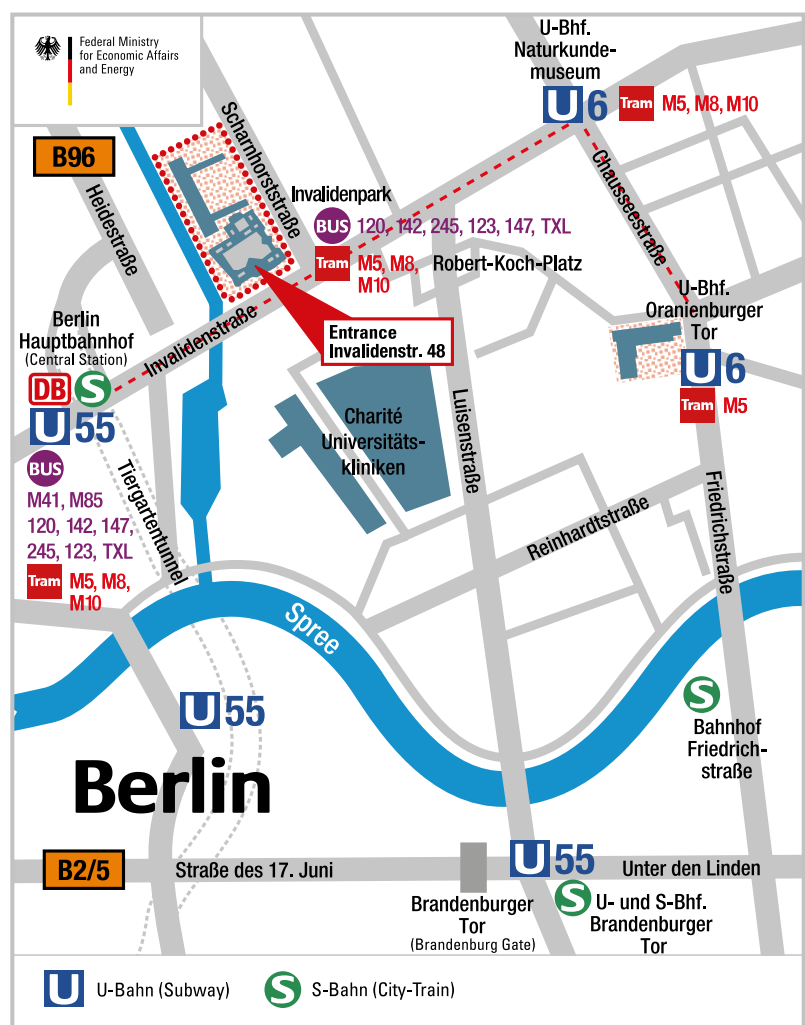 Federal Ministry
for Economic Affairs
and Energy
U-Bhf.
Naturkunde-
museum
U 6 Tram M5, M8, M10
B96
Heidestraße
Scharnhorststraße
Invalidenpark
BUS 120, 142, 245, 123, 147, TXL
Tram M5, M8,
M10
Robert-Koch-Platz
Chausseestraße
U-Bhf.
Oranienburger
Tor
U 6
Tram M5
Entrance
Invalidenstr. 48
Invalidenstraße
Berlin
Hauptbahnhof
(Central Station)
DB S
U 55
BUS
M41, M85
120, 142, 147,
245, 123, TXL
Tram M5, M8,
M10
Tiergartentunnel
Charité
Universitäts-
kliniken
Luisenstraße
Reinhardtstraße
Friedrichstraße
Spree
U 55
S
Bahnhof
Friedrich-
straße
Berlin
B2/5
Straße des 17. Juni
U 55
Unter den Linden
Brandenburger
Tor
(Brandenburg Gate)
S U- und S-Bhf.
Brandenburger
Tor
U U-Bahn (Subway)
S S-Bahn (City-Train)